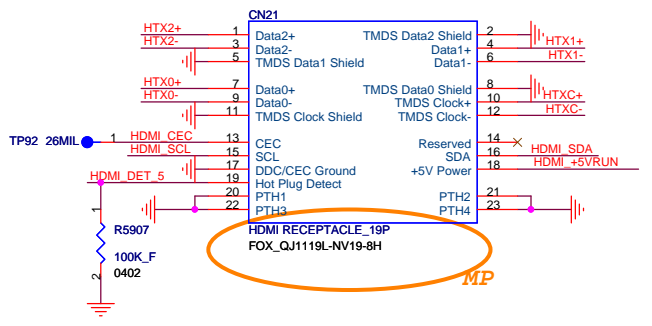 CN21
HTX2+ 1 Data2+ TMDS Data2 Shield 2
HTX2- 3 Data2- Data1+ 4 HTX1+
5 TMDS Data1 Shield Data1- 6 HTX1-
HTX0+ 7 Data0+ TMDS Data0 Shield 8
HTX0- 9 Data0- TMDS Clock+ 10 HTXC+
11 TMDS Clock Shield TMDS Clock- 12 HTXC-
TP92 26MIL 1 HDMI_CEC 13 CEC Reserved 14
HDMI_SCL 15 SCL SDA 16 HDMI_SDA
17 DDC/CEC Ground +5V Power 18 HDMI_+5VRUN
HDMI_DET_5 19 Hot Plug Detect
20 PTH1 PTH2 21
22 PTH3 PTH4 23
HDMI RECEPTACLE_19P
FOX_QJ1119L-NV19-8H
MP
1
R5907
100K_F
0402
2